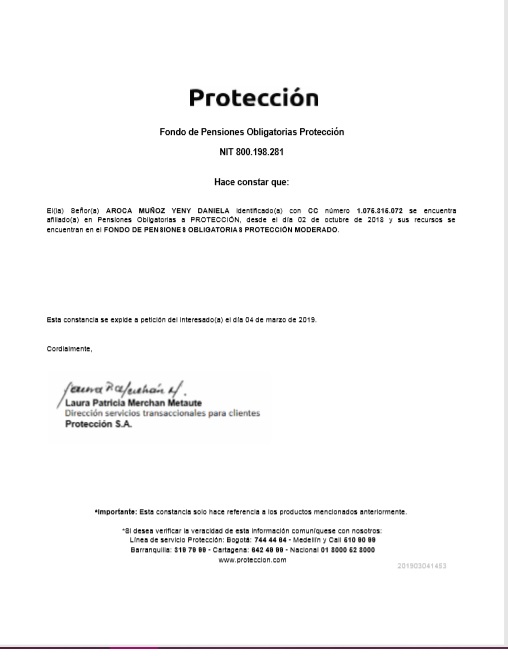 Protección
Fondo de Pensiones Obligatorias Protección
NIT 800.198.281
Hace constar que:
El(la) Señor(a) AROCA MUÑOZ YENY DANIELA identificado(a) con CC número 1.076.816.072 se encuentra
afiliado(a) en Pensiones Obligatorias a PROTECCIÓN, desde el día 02 de octubre de 2018 y sus recursos se
encuentran en el FONDO DE PENSIONES OBLIGATORIAS PROTECCIÓN MODERADO.
Esta constancia se expide a petición del interesado(a) el día 04 de marzo de 2019.
Cordialmente,
Laura Patricia Merchan Metaute
Dirección servicios transaccionales para clientes
Protección S.A.
*Importante: Esta constancia solo hace referencia a los productos mencionados anteriormente.
*Si desea verificar la veracidad de esta información comuníquese con nosotros:
Línea de servicio Protección: Bogotá: 744 44 64 - Medellín y Cali 510 90 99
Barranquilla: 319 79 99 - Cartagena: 642 49 99 - Nacional 01 8000 52 8000
www.proteccion.com
201903041453